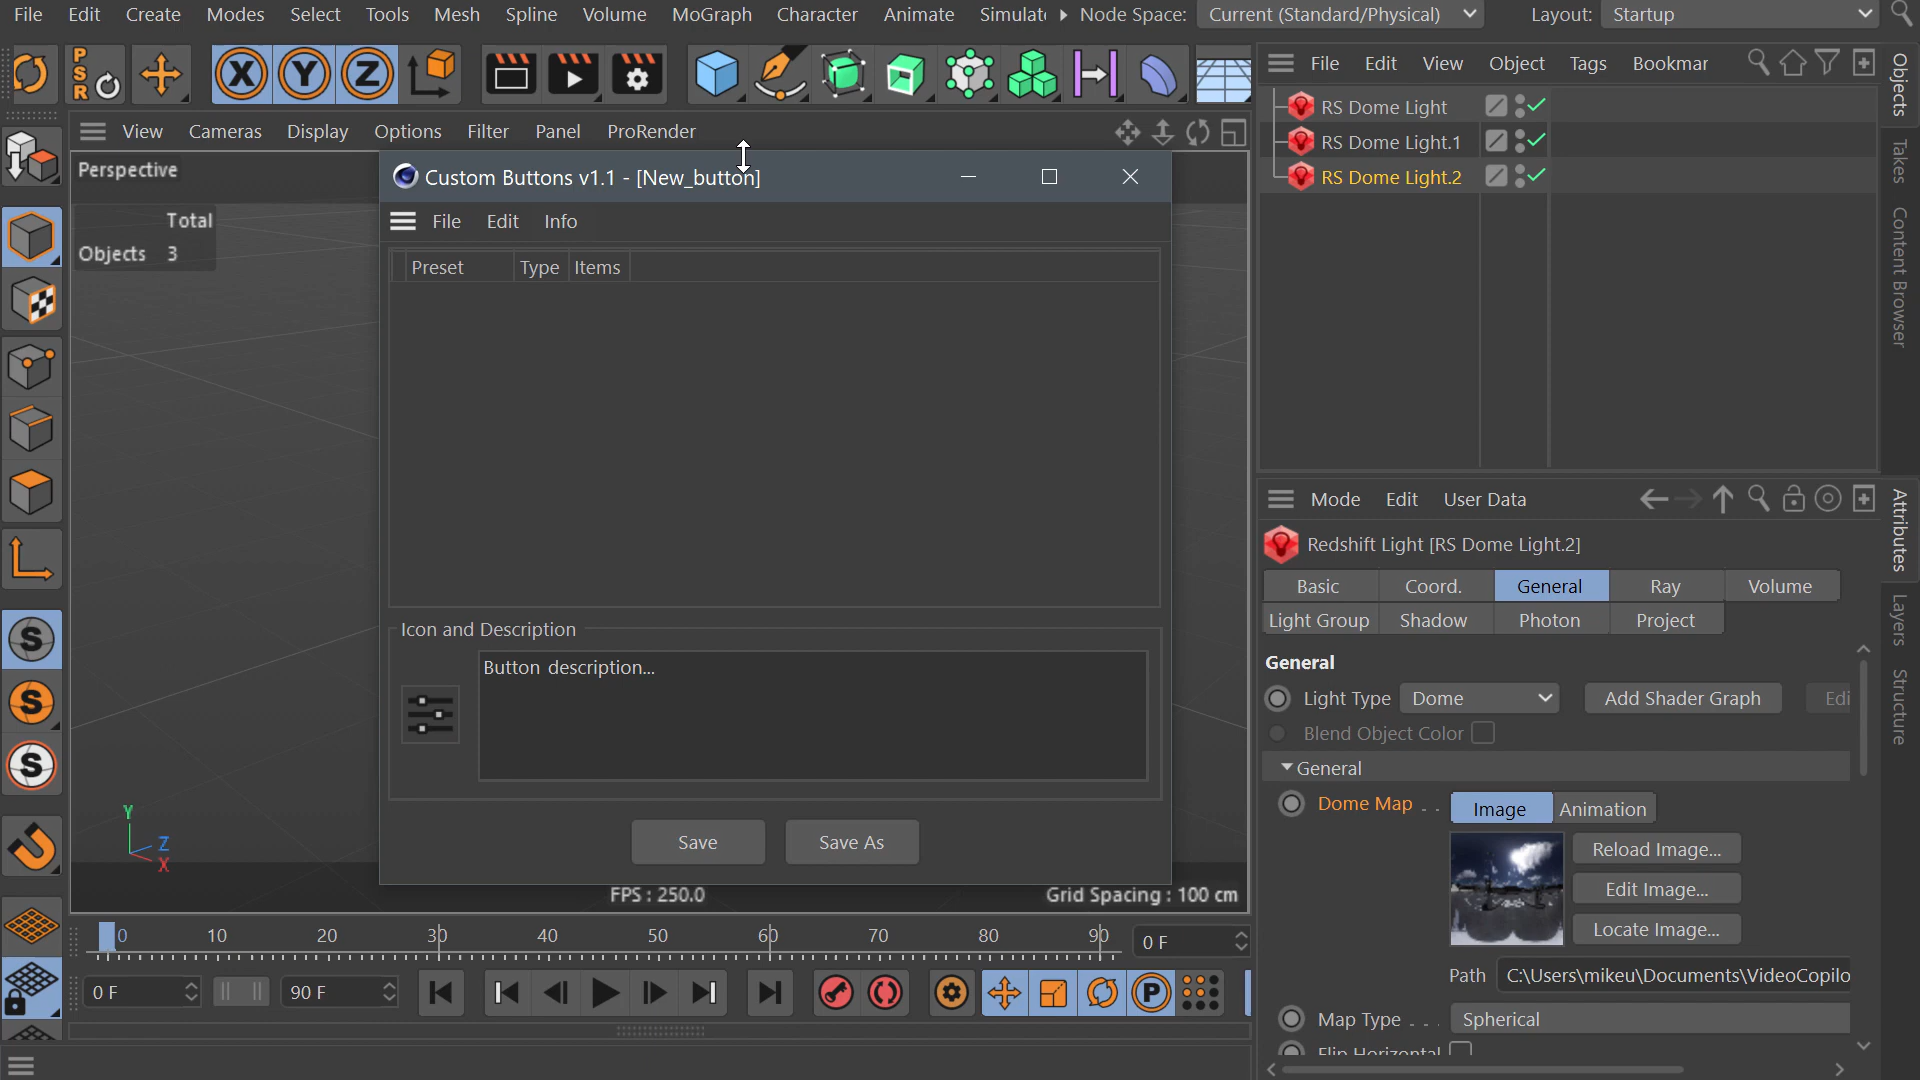 File Edit Create Modes Select Tools Mesh Spline Volume MoGraph Character Animate Simulat Node Space: Current (Standard/Physical) Layout: Startup
PSR X Y Z
File Edit View Object Tags Bookmar
Objects
Takes
Content Browser
RS Dome Light
RS Dome Light.1
RS Dome Light.2
View Cameras Display Options Filter Panel ProRender
Perspective
Total
Objects 3
Custom Buttons v1.1 - [New_button]
File Edit Info
Preset Type Items
Icon and Description
Button description...
Save Save As
Y
Z
X
FPS : 250.0
Grid Spacing : 100 cm
S
S
S
0 10 20 30 40 50 60 70 80 90 0 F
0 F 90 F
P
Mode Edit User Data
Attributes
Layers
Structure
Redshift Light [RS Dome Light.2]
Basic Coord. General Ray Volume
Light Group Shadow Photon Project
General
Light Type Dome Add Shader Graph Edi
Blend Object Color
General
Dome Map Image Animation
Reload Image...
Edit Image...
Locate Image...
Path C:\Users\mikeu\Documents\VideoCopilo
Map Type Spherical
Flip Horizontal